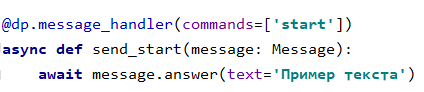 @dp.message_handler(commands=['start'])
async def send_start(message: Message):
    await message.answer(text='Пример текста')